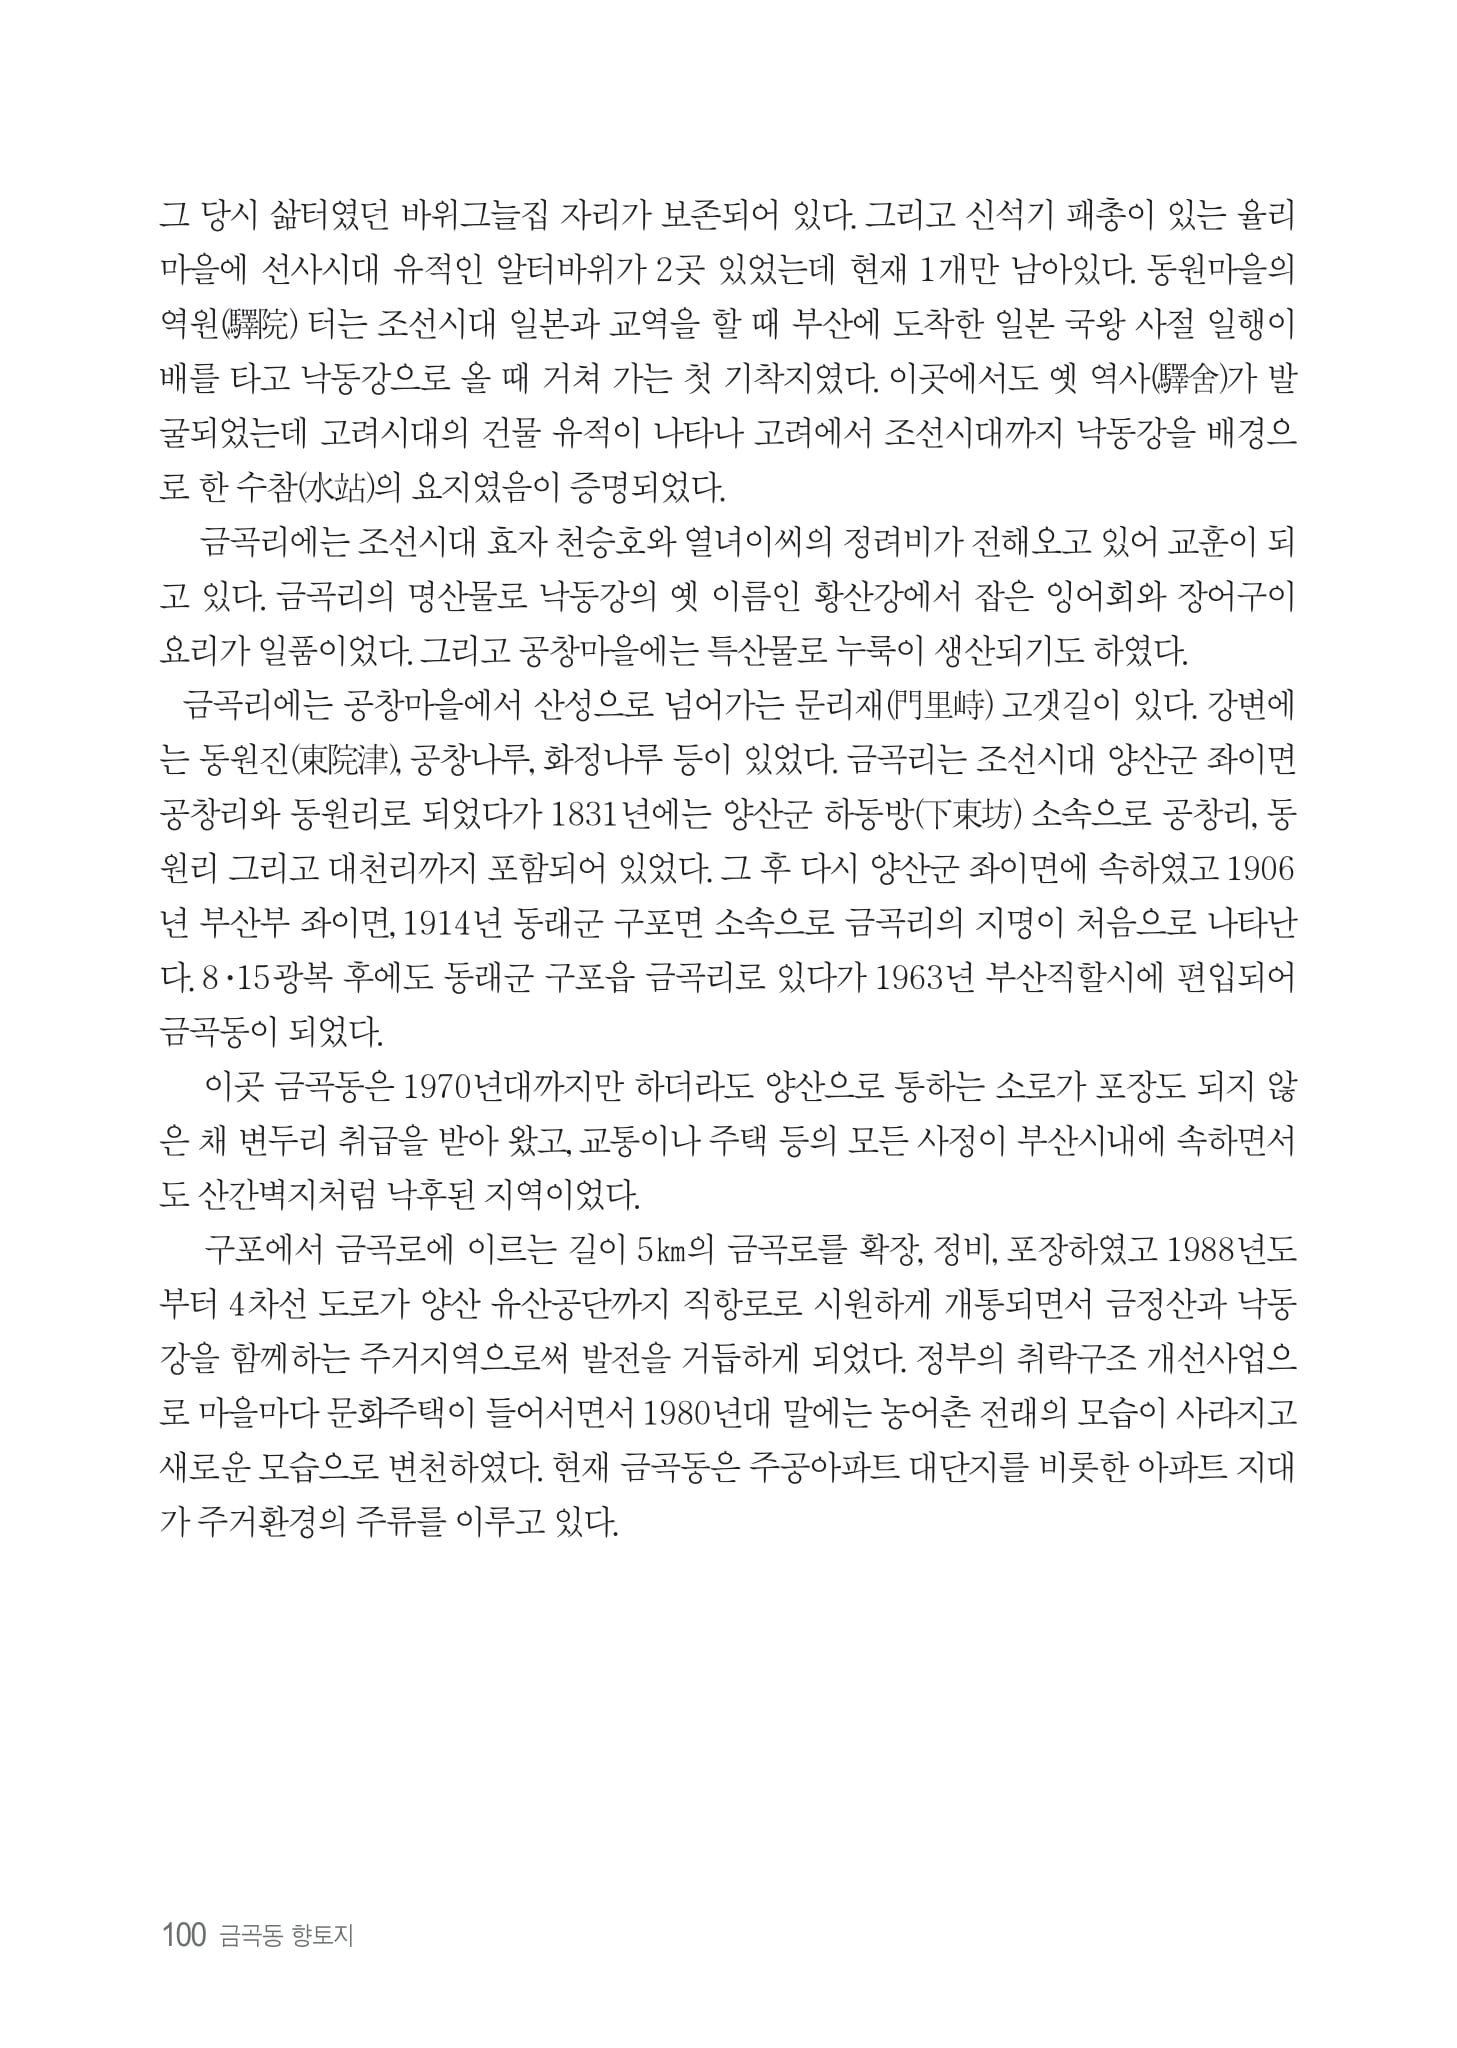 그 당시 삶터였던 바위그늘집 자리가 보존되어 있다. 그리고 신석기 패총이 있는 율리
마을에 선사시대 유적인 알터바위가 2곳 있었는데 현재 1개만 남아있다. 동원마을의
역원(驛院) 터는 조선시대 일본과 교역을 할 때 부산에 도착한 일본 국왕 사절 일행이
배를 타고 낙동강으로 올 때 거쳐 가는 첫 기착지였다. 이곳에서도 옛 역사(驛舍)가 발
굴되었는데 고려시대의 건물 유적이 나타나 고려에서 조선시대까지 낙동강을 배경으
로 한 수참(水站)의 요지였음이 증명되었다.
금곡리에는 조선시대 효자 천승호와 열녀이씨의 정려비가 전해오고 있어 교훈이 되
고 있다. 금곡리의 명산물로 낙동강의 옛 이름인 황산강에서 잡은 잉어회와 장어구이
요리가 일품이었다. 그리고 공창마을에는 특산물로 누룩이 생산되기도 하였다.
금곡리에는 공창마을에서 산성으로 넘어가는 문리재(門里峙) 고갯길이 있다. 강변에
는 동원진(東院津), 공창나루, 화정나루 등이 있었다. 금곡리는 조선시대 양산군 좌이면
공창리와 동원리로 되었다가 1831년에는 양산군 하동방(下東坊) 소속으로 공창리, 동
원리 그리고 대천리까지 포함되어 있었다. 그 후 다시 양산군 좌이면에 속하였고 1906
년 부산부 좌이면, 1914년 동래군 구포면 소속으로 금곡리의 지명이 처음으로 나타난
다. 8·15광복 후에도 동래군 구포읍 금곡리로 있다가 1963년 부산직할시에 편입되어
금곡동이 되었다.
이곳 금곡동은 1970년대까지만 하더라도 양산으로 통하는 소로가 포장도 되지 않
은 채 변두리 취급을 받아 왔고, 교통이나 주택 등의 모든 사정이 부산시내에 속하면서
도 산간벽지처럼 낙후된 지역이었다.
구포에서 금곡로에 이르는 길이 5㎞의 금곡로를 확장, 정비, 포장하였고 1988년도
부터 4차선 도로가 양산 유산공단까지 직항로로 시원하게 개통되면서 금정산과 낙동
강을 함께하는 주거지역으로써 발전을 거듭하게 되었다. 정부의 취락구조 개선사업으
로 마을마다 문화주택이 들어서면서 1980년대 말에는 농어촌 전래의 모습이 사라지고
새로운 모습으로 변천하였다. 현재 금곡동은 주공아파트 대단지를 비롯한 아파트 지대
가 주거환경의 주류를 이루고 있다.
100 금곡동 향토지